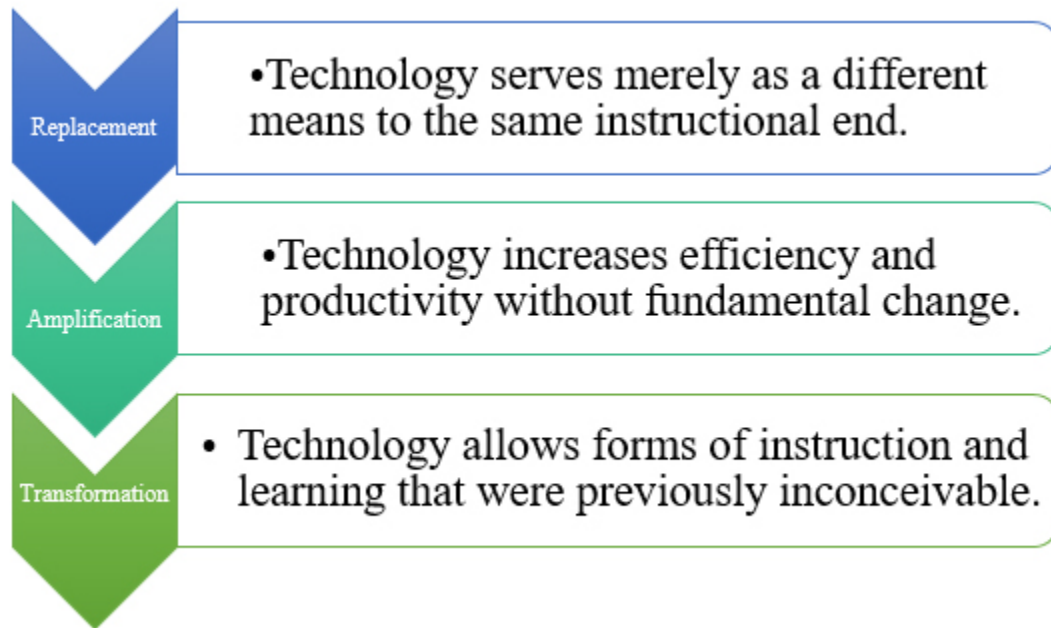 Replacement
•Technology serves merely as a different
means to the same instructional end.
Amplification
•Technology increases efficiency and
productivity without fundamental change.
Transformation
• Technology allows forms of instruction and
learning that were previously inconceivable.